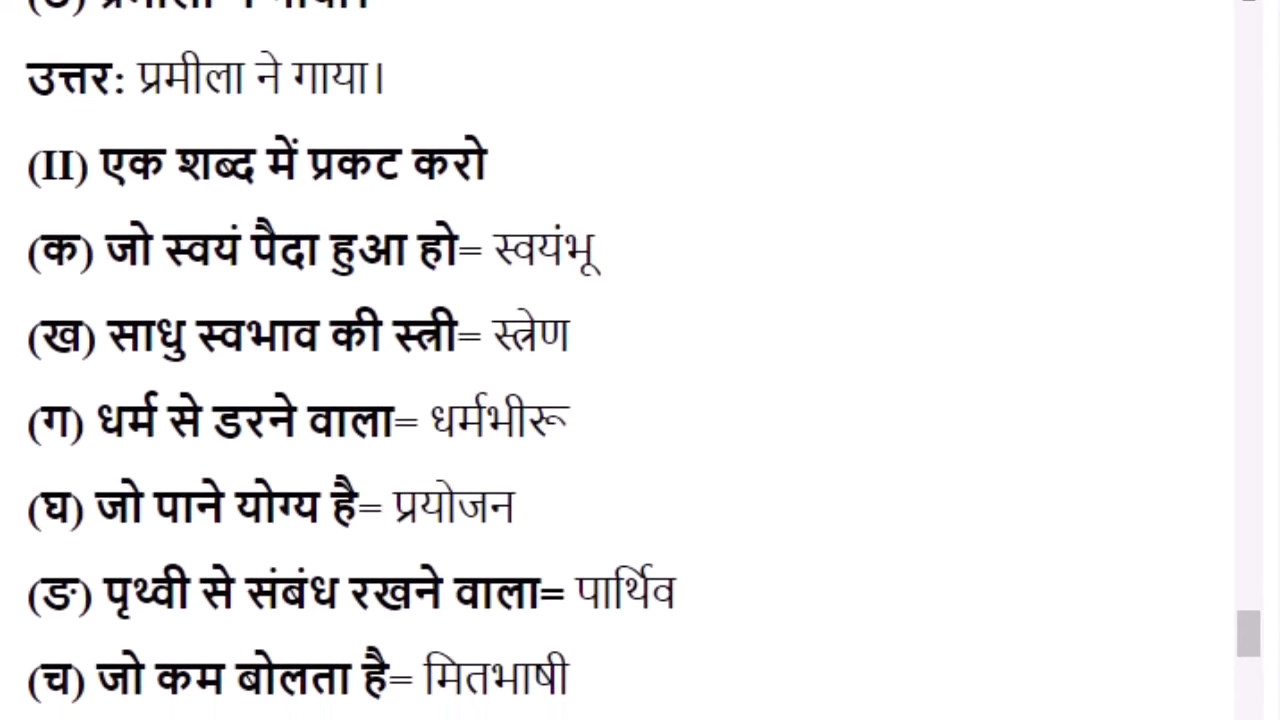 उत्तर: प्रमीला ने गाया।
(II) एक शब्द में प्रकट करो
(क) जो स्वयं पैदा हुआ हो= स्वयंभू
(ख) साधु स्वभाव की स्त्री= स्त्रेण
(ग) धर्म से डरने वाला= धर्मभीरू
(घ) जो पाने योग्य है= प्रयोजन
(ङ) पृथ्वी से संबंध रखने वाला= पार्थिव
(च) जो कम बोलता है= मितभाषी